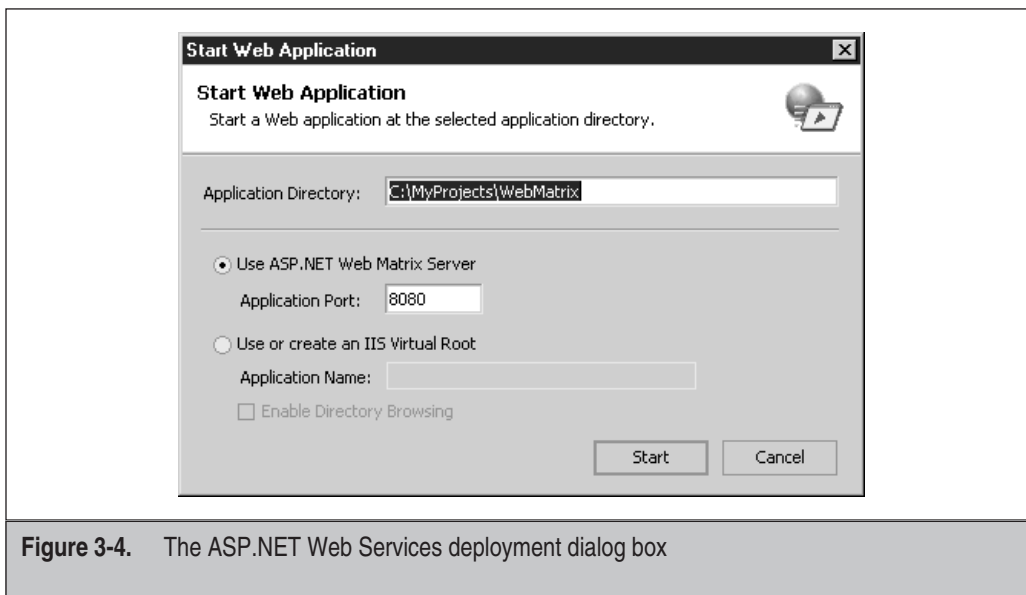 Start Web Application
Start Web Application
Start a Web application at the selected application directory.
Application Directory: C:\MyProjects\WebMatrix
Use ASP.NET Web Matrix Server
Application Port: 8080
Use or create an IIS Virtual Root
Application Name:
Enable Directory Browsing
Start Cancel
Figure 3-4. The ASP.NET Web Services deployment dialog box